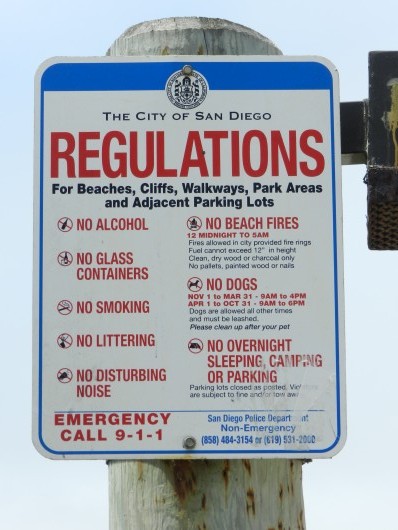 THE CITY OF SAN DIEGO
REGULATIONS
For Beaches, Cliffs, Walkways, Park Areas
and Adjacent Parking Lots
NO ALCOHOL
NO GLASS
CONTAINERS
NO SMOKING
NO LITTERING
NO DISTURBING
NOISE
NO BEACH FIRES
12 MIDNIGHT TO 5AM
Fires allowed in city provided fire rings
Fuel cannot exceed 12" in height
Clean, dry wood or charcoal only
No pallets, painted wood or nails
NO DOGS
NOV 1 to MAR 31 - 9AM to 4PM
APR 1 to OCT 31 - 9AM to 6PM
Dogs are allowed all other times
and must be leashed.
Please clean up after your pet
NO OVERNIGHT
SLEEPING, CAMPING
OR PARKING
Parking lots closed as posted.
are subject to fine and/or tow
EMERGENCY
CALL 9-1-1
San Diego Police
Non-Emergency
(858) 484-3154 or (619) 531-2000